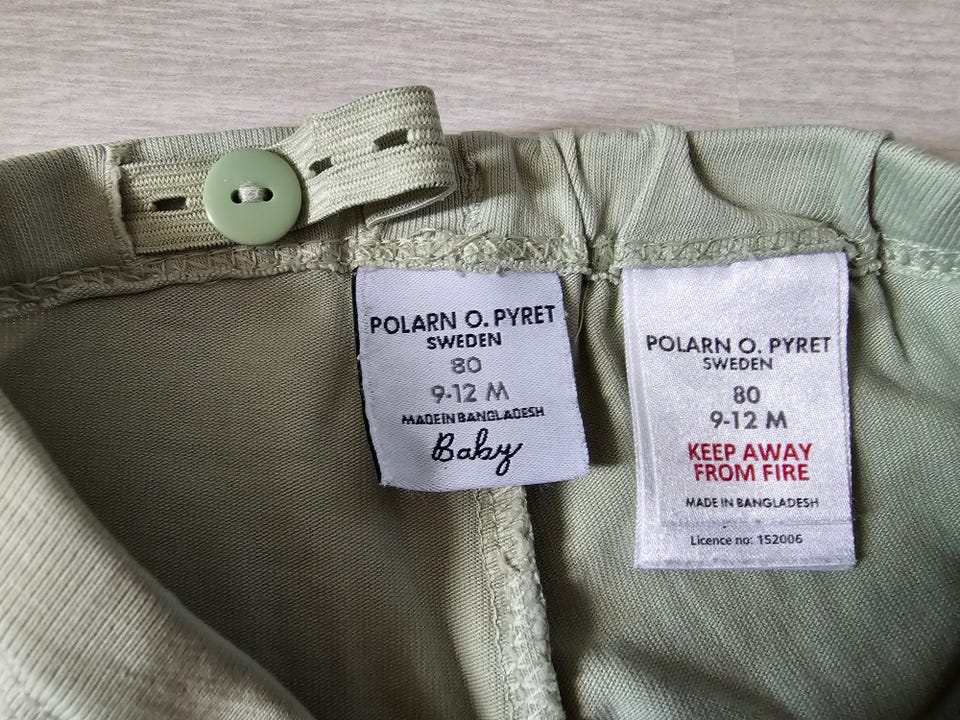 POLARN O. PYRET
SWEDEN
80
9-12 M
MADE IN BANGLADESH
Baby
POLARN O. PYRET
SWEDEN
80
9-12 M
KEEP AWAY
FROM FIRE
MADE IN BANGLADESH
Licence no: 152006